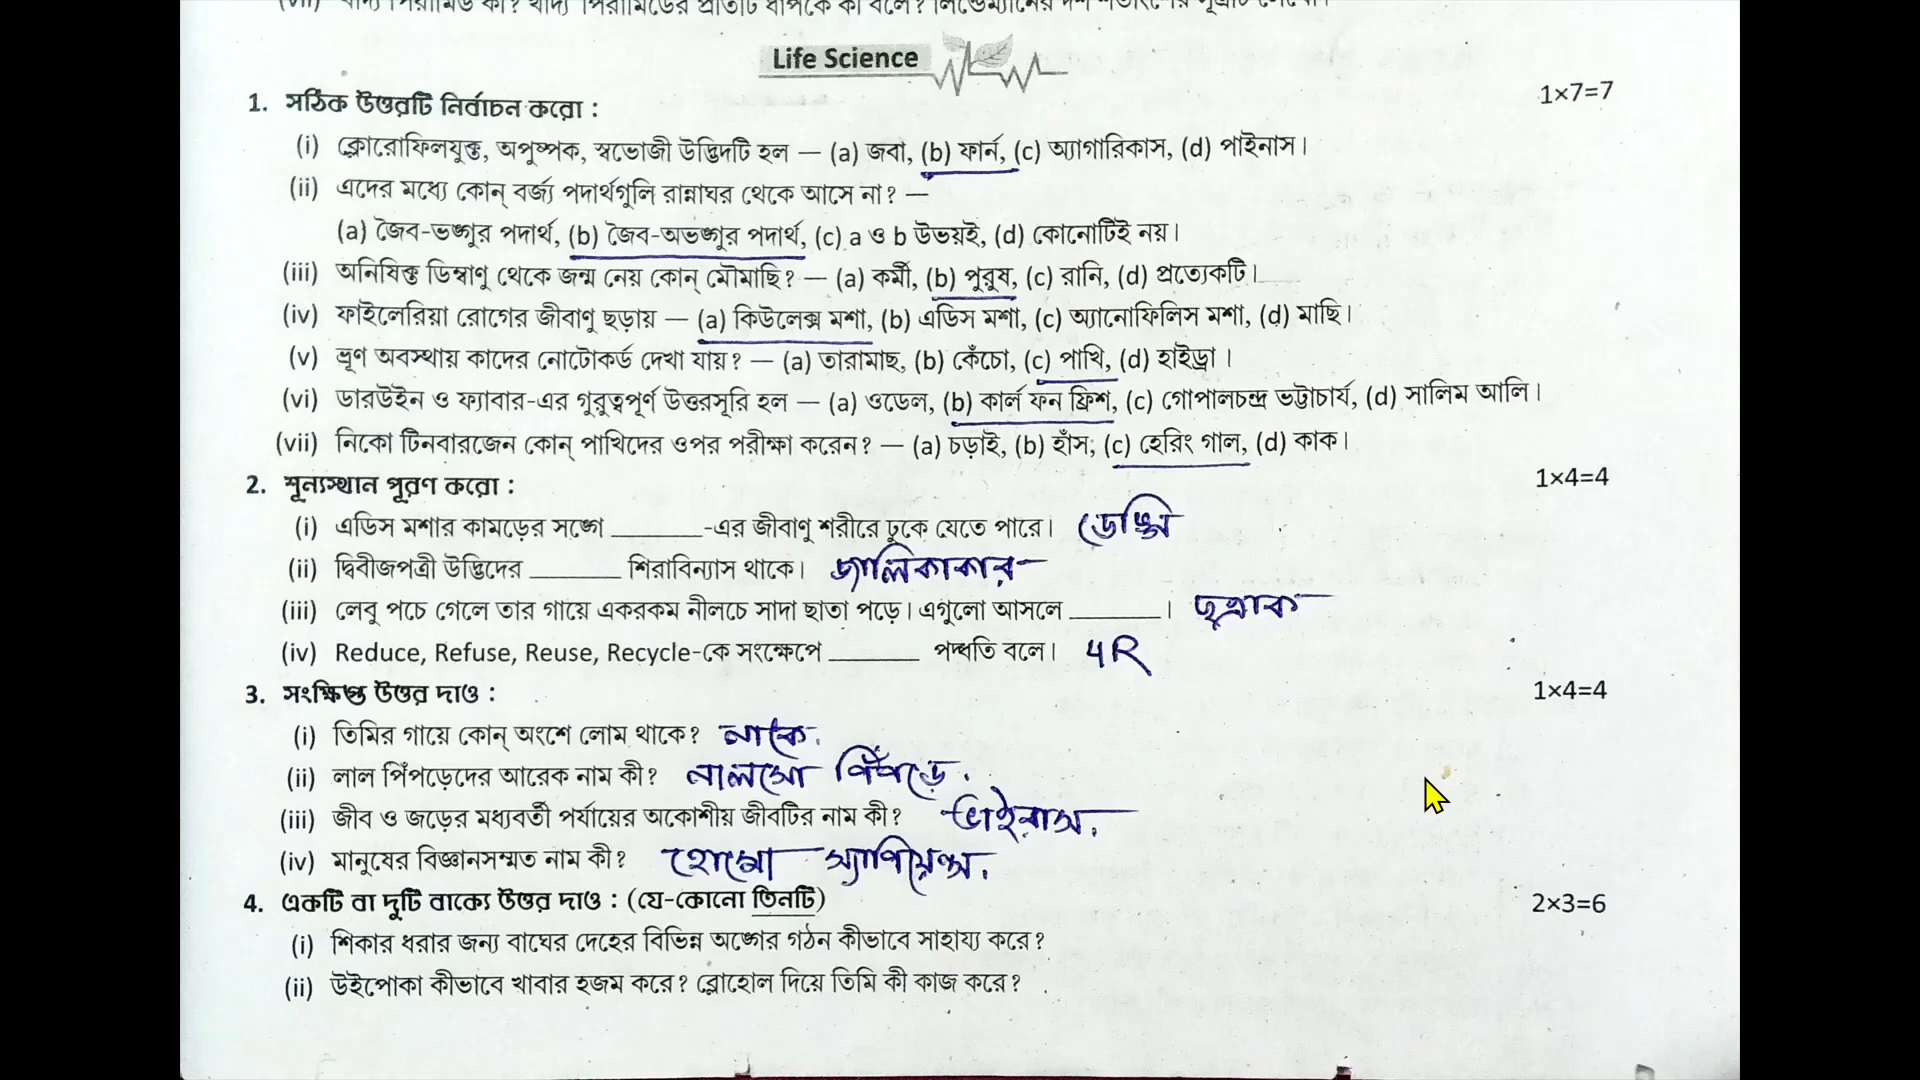 Life Science
1. সঠিক উত্তরটি নির্বাচন করো : 1×7=7
(i) ক্লোরোফিলযুক্ত, অপুষ্পক, স্বভোজী উদ্ভিদটি হল — (a) জবা, (b) ফার্ন, (c) অ্যাগারিকাস, (d) পাইনাস।
(ii) এদের মধ্যে কোন্ বর্জ্য পদার্থগুলি রান্নাঘর থেকে আসে না? —
(a) জৈব-ভঙ্গুর পদার্থ, (b) জৈব-অভঙ্গুর পদার্থ, (c) a ও b উভয়ই, (d) কোনোটিই নয়।
(iii) অনিষিক্ত ডিম্বাণু থেকে জন্ম নেয় কোন্ মৌমাছি? — (a) কর্মী, (b) পুরুষ, (c) রানি, (d) প্রত্যেকটি।
(iv) ফাইলেরিয়া রোগের জীবাণু ছড়ায় — (a) কিউলেক্স মশা, (b) এডিস মশা, (c) অ্যানোফিলিস মশা, (d) মাছি।
(v) ভ্রূণ অবস্থায় কাদের নোটোকর্ড দেখা যায়? — (a) তারামাছ, (b) কেঁচো, (c) পাখি, (d) হাইড্রা।
(vi) ডারউইন ও ফ্যাবার-এর গুরুত্বপূর্ণ উত্তরসূরি হল — (a) ওডেল, (b) কার্ল ফন ফ্রিশ, (c) গোপালচন্দ্র ভট্টাচার্য, (d) সালিম আলি।
(vii) নিকো টিনবারজেন কোন্ পাখিদের ওপর পরীক্ষা করেন? — (a) চড়াই, (b) হাঁস, (c) হেরিং গাল, (d) কাক।
2. শূন্যস্থান পূরণ করো : 1×4=4
(i) এডিস মশার কামড়ের সঙ্গে _______-এর জীবাণু শরীরে ঢুকে যেতে পারে। ডেঙ্গি
(ii) দ্বিবীজপত্রী উদ্ভিদের _______ শিরাবিন্যাস থাকে। জালিকাকার
(iii) লেবু পচে গেলে তার গায়ে একরকম নীলচে সাদা ছাতা পড়ে। এগুলো আসলে _______। ছত্রাক
(iv) Reduce, Refuse, Reuse, Recycle-কে সংক্ষেপে _______ পদ্ধতি বলে। 4R
3. সংক্ষিপ্ত উত্তর দাও : 1×4=4
(i) তিমির গায়ে কোন্ অংশে লোম থাকে? নাকে.
(ii) লাল পিঁপড়েদের আরেক নাম কী? নালসো পিঁপড়ে.
(iii) জীব ও জড়ের মধ্যবর্তী পর্যায়ের অকোশীয় জীবটির নাম কী? ভাইরাস.
(iv) মানুষের বিজ্ঞানসম্মত নাম কী? হোমো স্যাপিয়েন্স.
4. একটি বা দুটি বাক্যে উত্তর দাও : (যে-কোনো তিনটি) 2×3=6
(i) শিকার ধরার জন্য বাঘের দেহের বিভিন্ন অঙ্গের গঠন কীভাবে সাহায্য করে?
(ii) উইপোকা কীভাবে খাবার হজম করে? ব্লোহোল দিয়ে তিমি কী কাজ করে?